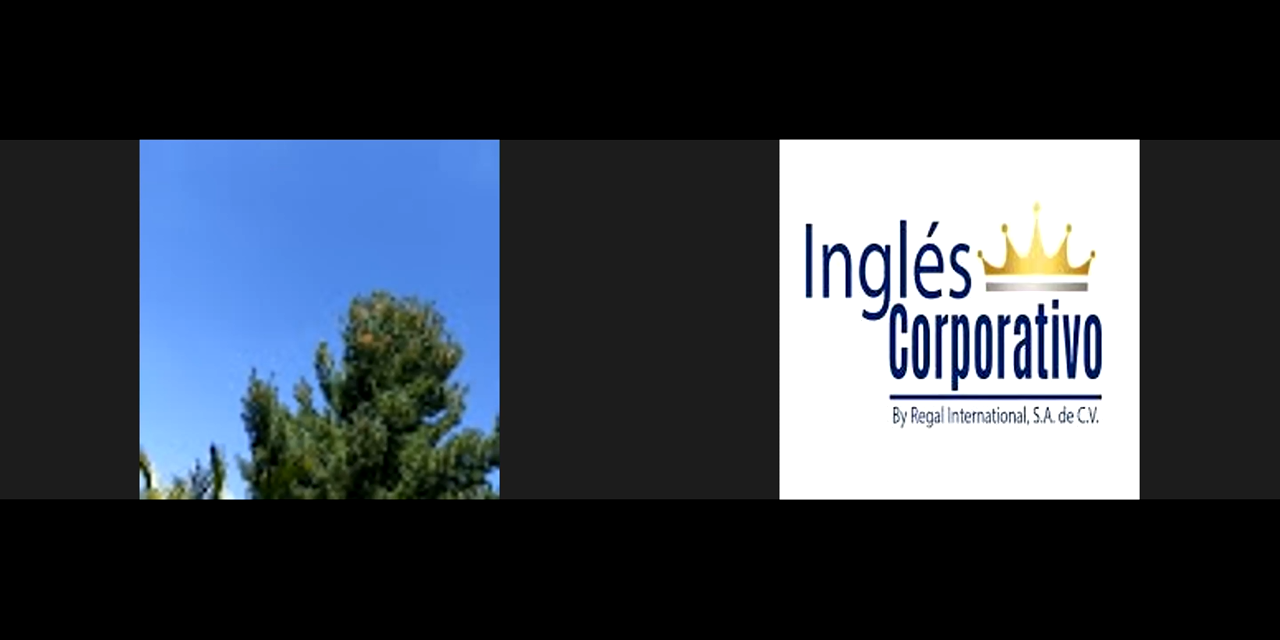 Inglés
Corporativo
By Regal International, S.A. de C.V.